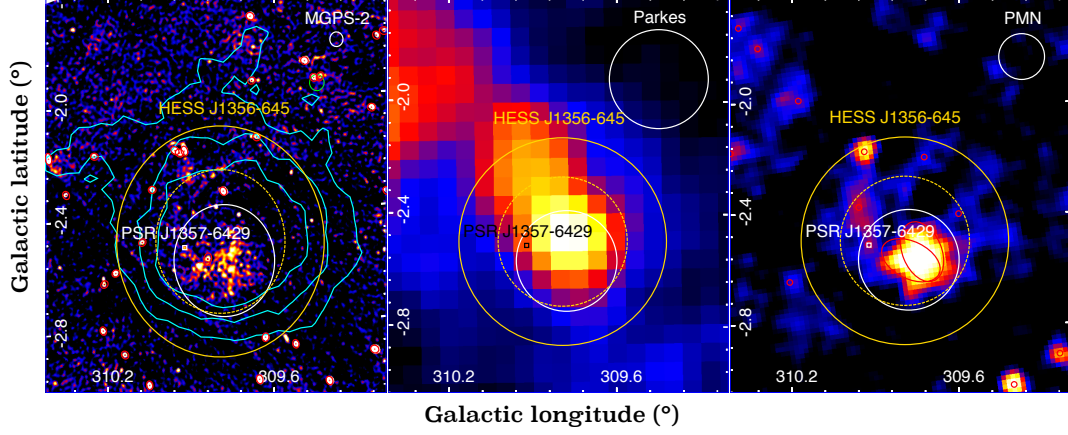 MGPS-2
HESS J1356-645
PSR J1357-6429
-2.0
-2.4
-2.8
310.2
309.6
Parkes
HESS J1356-645
PSR J1357-6429
-2.0
-2.4
-2.8
310.2
309.6
PMN
HESS J1356-645
PSR J1357-6429
-2.0
-2.4
-2.8
310.2
309.6
Galactic latitude (°)
Galactic longitude (°)